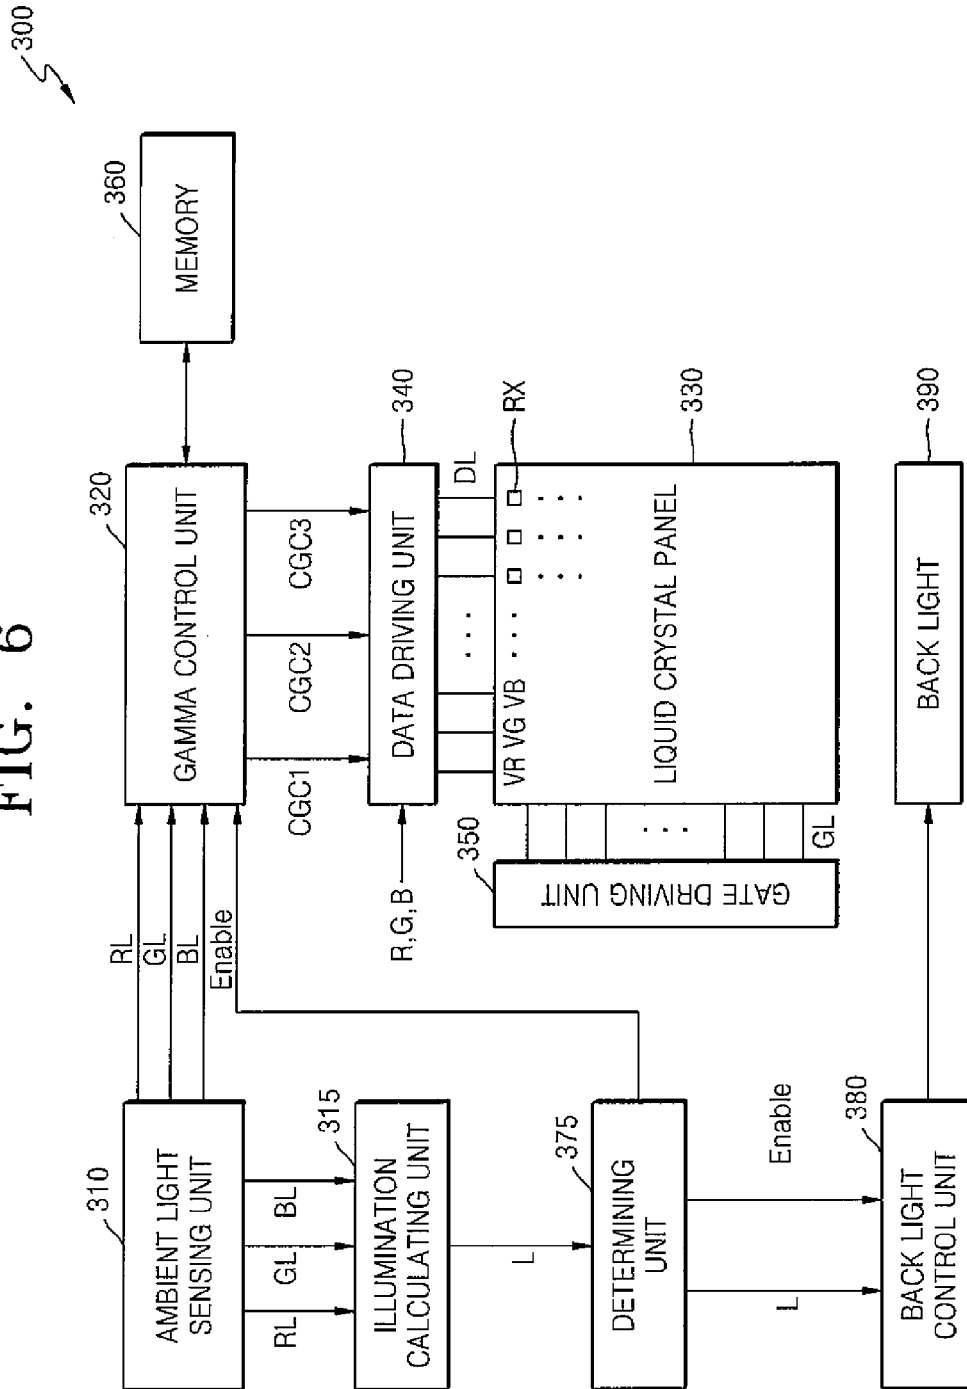 FIG. 6
300
310
AMBIENT LIGHT
SENSING UNIT
RL
GL
BL
Enable
320
GAMMA CONTROL UNIT
360
MEMORY
RL
GL
BL
315
ILLUMINATION
CALCULATING UNIT
CGC1
CGC2
CGC3
R,G,B
340
DATA DRIVING UNIT
DL
L
350
GATE DRIVING UNIT
GL
VR VG VB
RX
LIQUID CRYSTAL PANEL
330
375
DETERMINING
UNIT
L
Enable
380
BACK LIGHT
CONTROL UNIT
390
BACK LIGHT